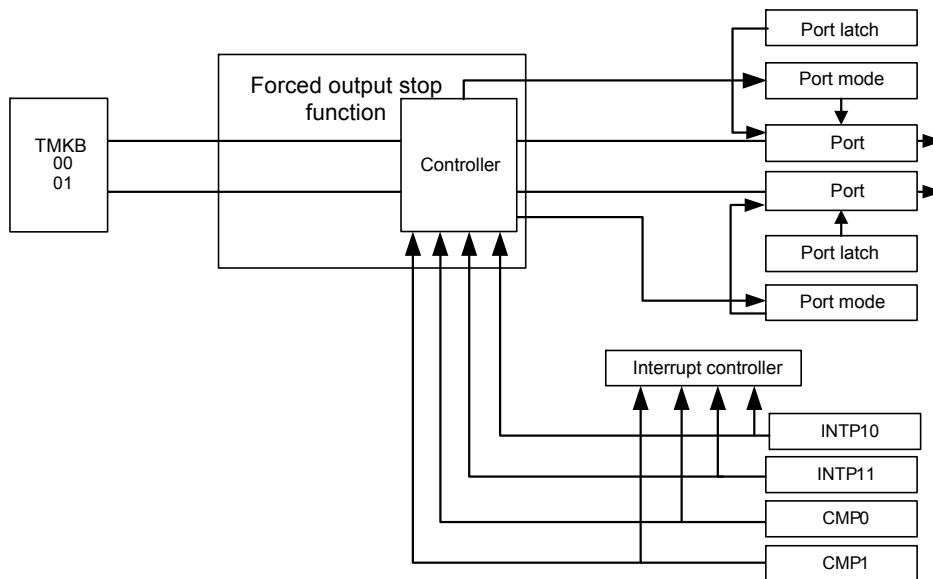 Port latch
Port mode
Forced output stop
function
TMKB
00
01
Controller
Port
Port
Port latch
Port mode
Interrupt controller
INTP10
INTP11
CMP0
CMP1